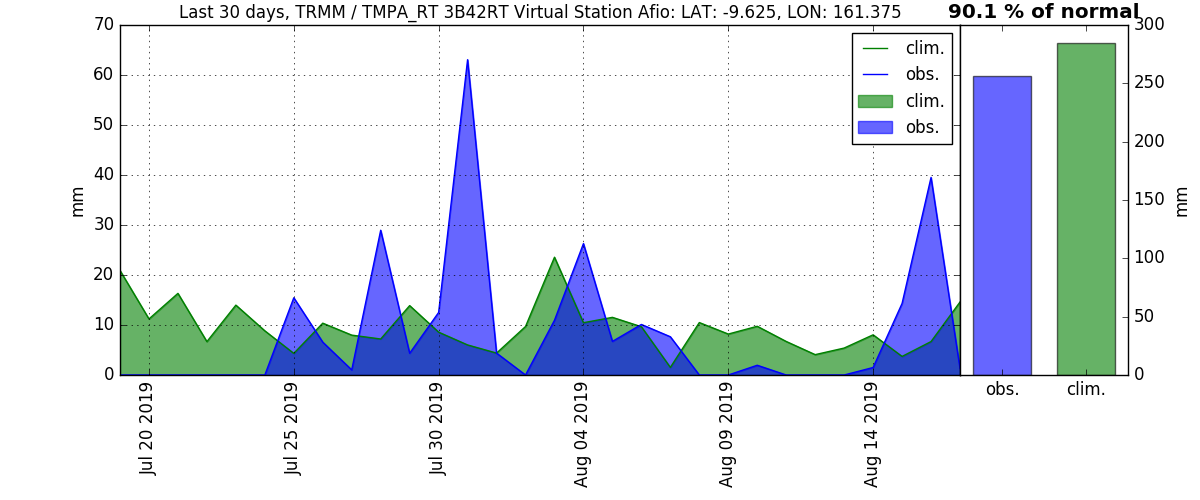 Last 30 days, TRMM / TMPA_RT 3B42RT Virtual Station Afio: LAT: -9.625, LON: 161.375
90.1 % of normal
70
60
50
40
30
20
10
0
mm
clim.
obs.
clim.
obs.
Jul 20 2019
Jul 25 2019
Jul 30 2019
Aug 04 2019
Aug 09 2019
Aug 14 2019
300
250
200
150
100
50
0
mm
obs.
clim.